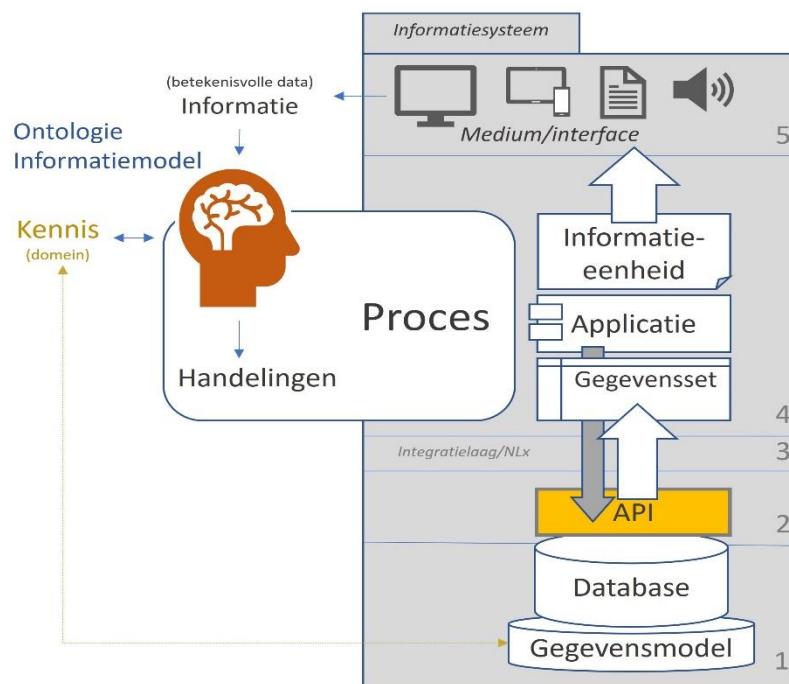 Informatiesysteem
(betekenisvolle data)
Informatie
Medium/interface
5
Ontologie
Informatiemodel
Kennis
(domein)
Informatie-
eenheid
Proces
Applicatie
Handelingen
Gegevensset
4
Integratielaag/NLx
3
API
2
Database
Gegevensmodel
1